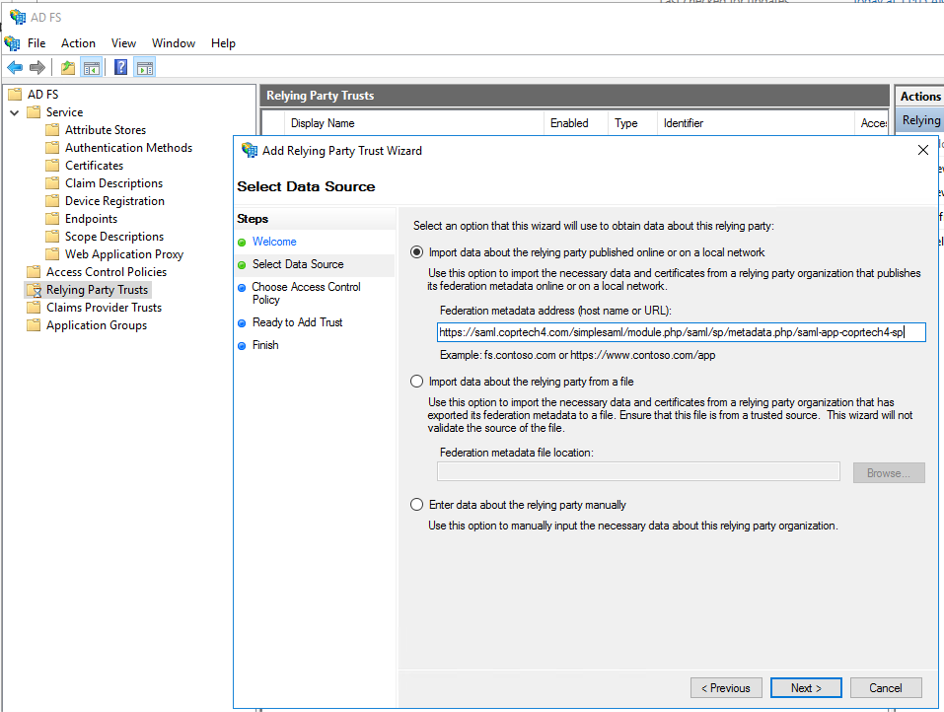 AD FS
File Action View Window Help
AD FS
Service
Attribute Stores
Authentication Methods
Certificates
Claim Descriptions
Device Registration
Endpoints
Scope Descriptions
Web Application Proxy
Access Control Policies
Relying Party Trusts
Claims Provider Trusts
Application Groups
Relying Party Trusts
Display Name Enabled Type Identifier
Actions
Relying
Add Relying Party Trust Wizard
Select Data Source
Steps
Welcome
Select Data Source
Choose Access Control
Policy
Ready to Add Trust
Finish
Select an option that this wizard will use to obtain data about this relying party:
Import data about the relying party published online or on a local network
Use this option to import the necessary data and certificates from a relying party organization that publishes
its federation metadata online or on a local network.
Federation metadata address (host name or URL):
https://saml.coprtech4.com/simplesaml/module.php/saml/sp/metadata.php/saml-app-coprtech4-sp
Example: fs.contoso.com or https://www.contoso.com/app
Import data about the relying party from a file
Use this option to import the necessary data and certificates from a relying party organization that has
exported its federation metadata to a file. Ensure that this file is from a trusted source. This wizard will not
validate the source of the file.
Federation metadata file location:
Browse...
Enter data about the relying party manually
Use this option to manually input the necessary data about this relying party organization.
< Previous Next > Cancel